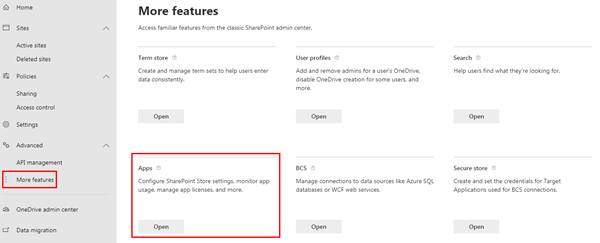 Home
Sites
Active sites
Deleted sites
Policies
Sharing
Access control
Settings
Advanced
API management
More features
OneDrive admin center
Data migration
More features
Access familiar features from the classic SharePoint admin center.
Term store
Create and manage term sets to help users enter
data consistently.
Open
User profiles
Add and remove admins for a user's OneDrive,
disable OneDrive creation for some users, and
more.
Open
Search
Help users find what they're looking for.
Open
Apps
Configure SharePoint Store settings, monitor app
usage, manage app licenses, and more.
Open
BCS
Manage connections to data sources like Azure SQL
databases or WCF web services.
Open
Secure store
Create and set the credentials for Target
Applications used for BCS connections.
Open